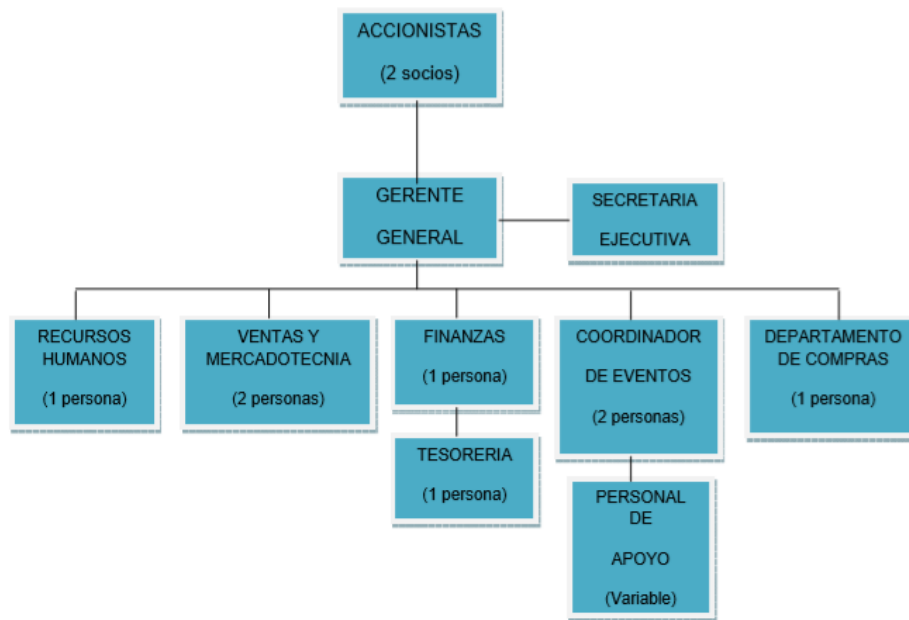 ACCIONISTAS
(2 socios)
GERENTE
GENERAL
SECRETARIA
EJECUTIVA
RECURSOS
HUMANOS
(1 persona)
VENTAS Y
MERCADOTECNIA
(2 personas)
FINANZAS
(1 persona)
COORDINADOR
DE EVENTOS
(2 personas)
DEPARTAMENTO
DE COMPRAS
(1 persona)
TESORERIA
(1 persona)
PERSONAL
DE
APOYO
(Variable)